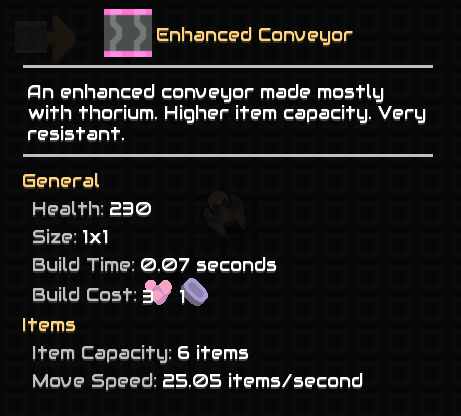 Enhanced Conveyor
An enhanced conveyor made mostly
with thorium. Higher item capacity. Very
resistant.
General
Health: 230
Size: 1x1
Build Time: 0.07 seconds
Build Cost: 3 1
Items
Item Capacity: 6 items
Move Speed: 25.05 items/second